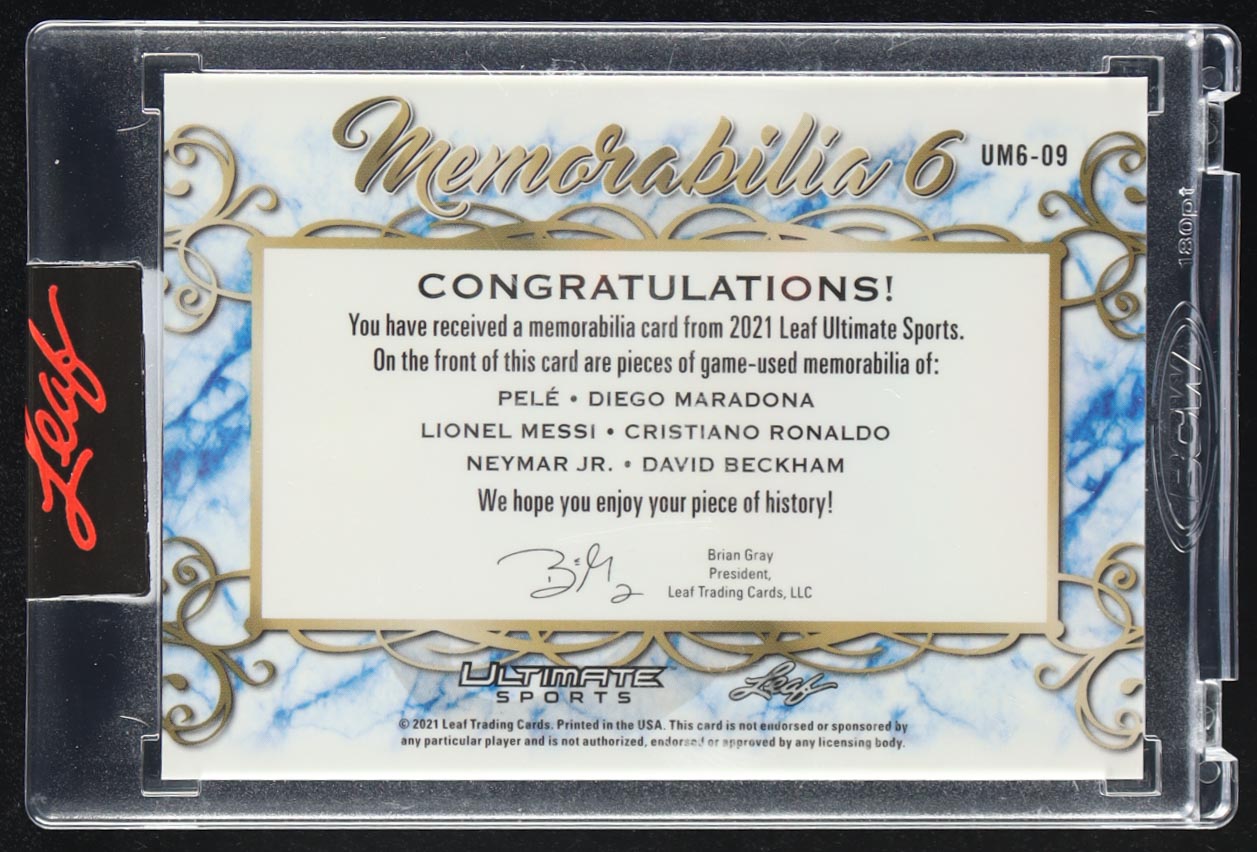 Memorabilia 6
UM6-09
CONGRATULATIONS!
You have received a memorabilia card from 2021 Leaf Ultimate Sports.
On the front of this card are pieces of game-used memorabilia of:
PELÉ • DIEGO MARADONA
LIONEL MESSI • CRISTIANO RONALDO
NEYMAR JR. • DAVID BECKHAM
We hope you enjoy your piece of history!
Brian Gray
President,
Leaf Trading Cards, LLC
ULTIMATE
SPORTS
Leaf
© 2021 Leaf Trading Cards. Printed in the USA. This card is not endorsed or sponsored by
any particular player and is not authorized, endorsed or approved by any licensing body.
Leaf
180pt
BCW